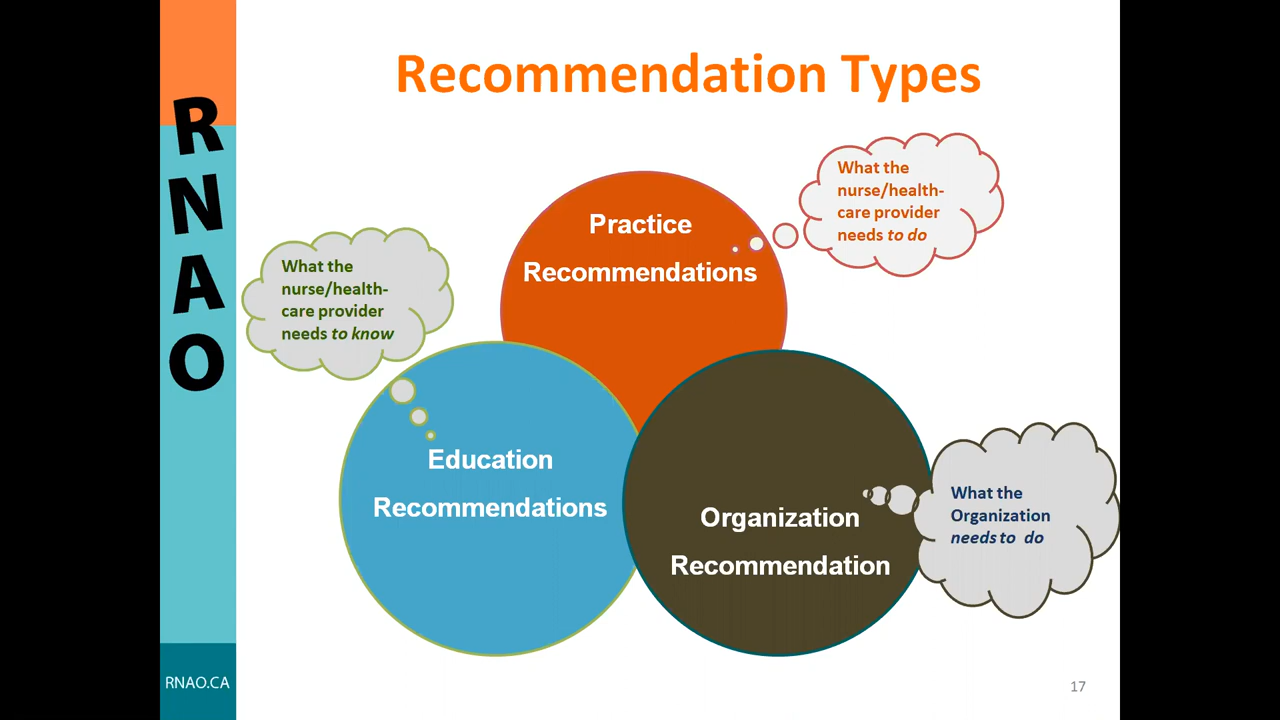 RNAO
Recommendation Types
What the
nurse/health-
care provider
needs to do
Practice
Recommendations
What the
nurse/health-
care provider
needs to know
Education
Recommendations
Organization
Recommendation
What the
Organization
needs to  do
RNAO.CA
17